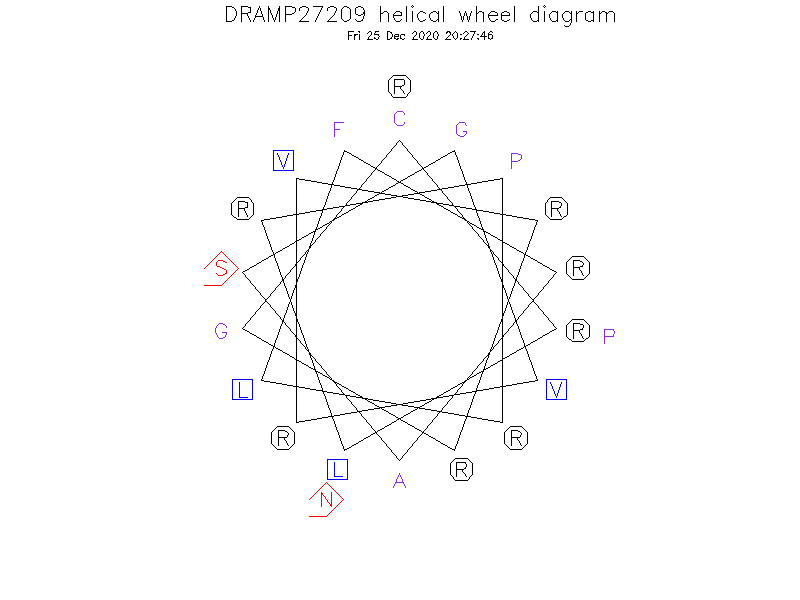 DRAMP27209 helical wheel diagram
Fri 25 Dec 2020 20:27:46
R
F C G
V P
R R
S R
G R P
L V
R R
L R
A
N